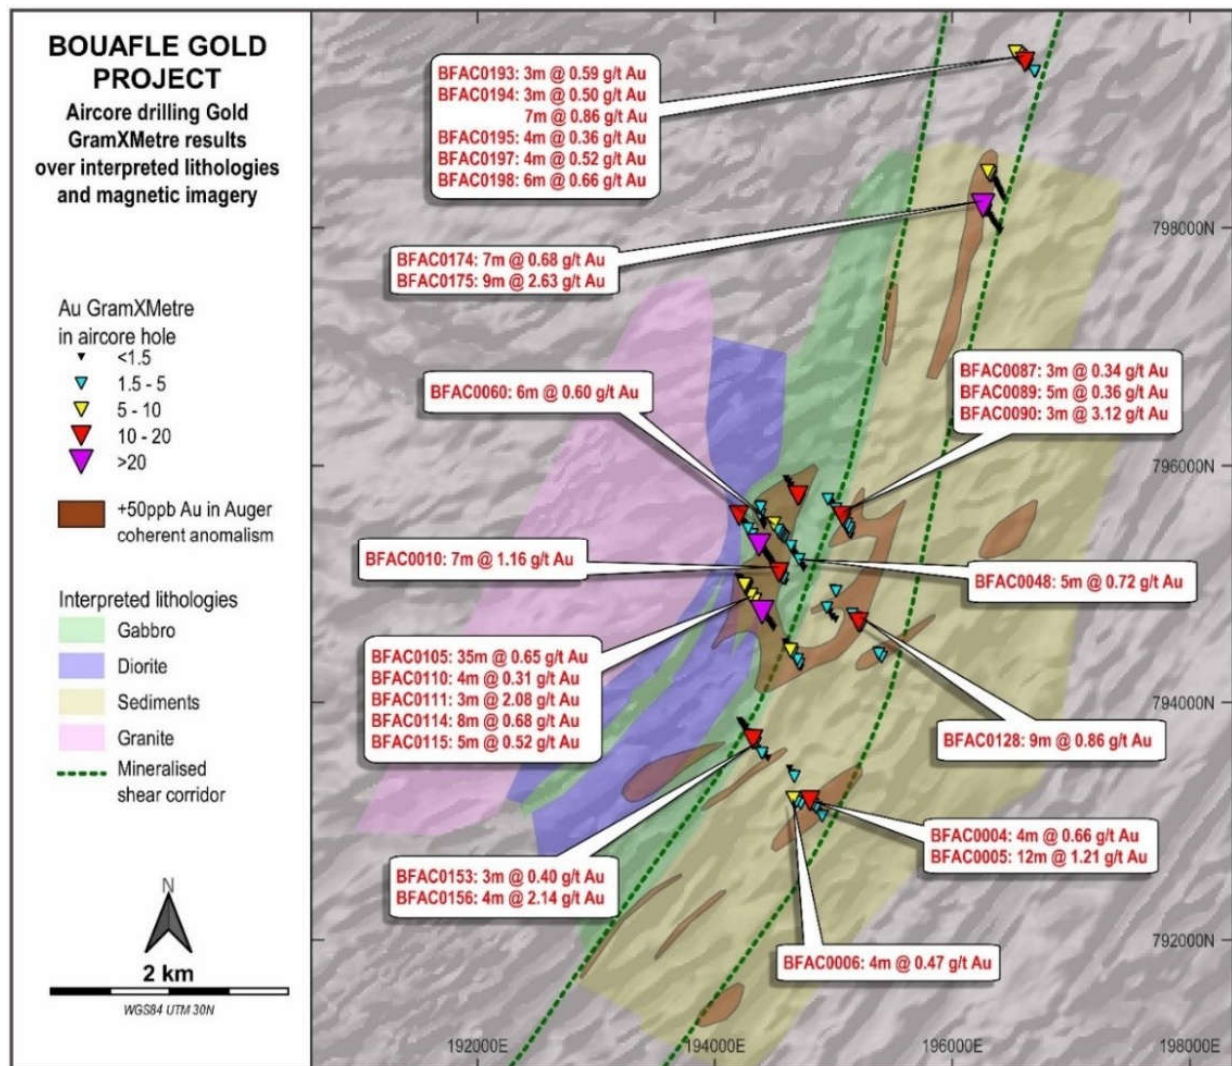 BOUAFLE GOLD
PROJECT
Aircore drilling Gold
GramXMetre results
over interpreted lithologies
and magnetic imagery
Au GramXMetre
in aircore hole
<1.5
1.5 - 5
5 - 10
10 - 20
>20
+50ppb Au in Auger
coherent anomalism
Interpreted lithologies
Gabbro
Diorite
Sediments
Granite
Mineralised
shear corridor
N
2 km
WGS84 UTM 30N
BFAC0193: 3m @ 0.59 g/t Au
BFAC0194: 3m @ 0.50 g/t Au
7m @ 0.86 g/t Au
BFAC0195: 4m @ 0.36 g/t Au
BFAC0197: 4m @ 0.52 g/t Au
BFAC0198: 6m @ 0.66 g/t Au
798000N
BFAC0174: 7m @ 0.68 g/t Au
BFAC0175: 9m @ 2.63 g/t Au
BFAC0060: 6m @ 0.60 g/t Au
BFAC0087: 3m @ 0.34 g/t Au
BFAC0089: 5m @ 0.36 g/t Au
BFAC0090: 3m @ 3.12 g/t Au
796000N
BFAC0010: 7m @ 1.16 g/t Au
BFAC0048: 5m @ 0.72 g/t Au
BFAC0105: 35m @ 0.65 g/t Au
BFAC0110: 4m @ 0.31 g/t Au
BFAC0111: 3m @ 2.08 g/t Au
BFAC0114: 8m @ 0.68 g/t Au
BFAC0115: 5m @ 0.52 g/t Au
794000N
BFAC0128: 9m @ 0.86 g/t Au
BFAC0004: 4m @ 0.66 g/t Au
BFAC0005: 12m @ 1.21 g/t Au
BFAC0153: 3m @ 0.40 g/t Au
BFAC0156: 4m @ 2.14 g/t Au
792000N
BFAC0006: 4m @ 0.47 g/t Au
192000E
194000E
196000E
198000E